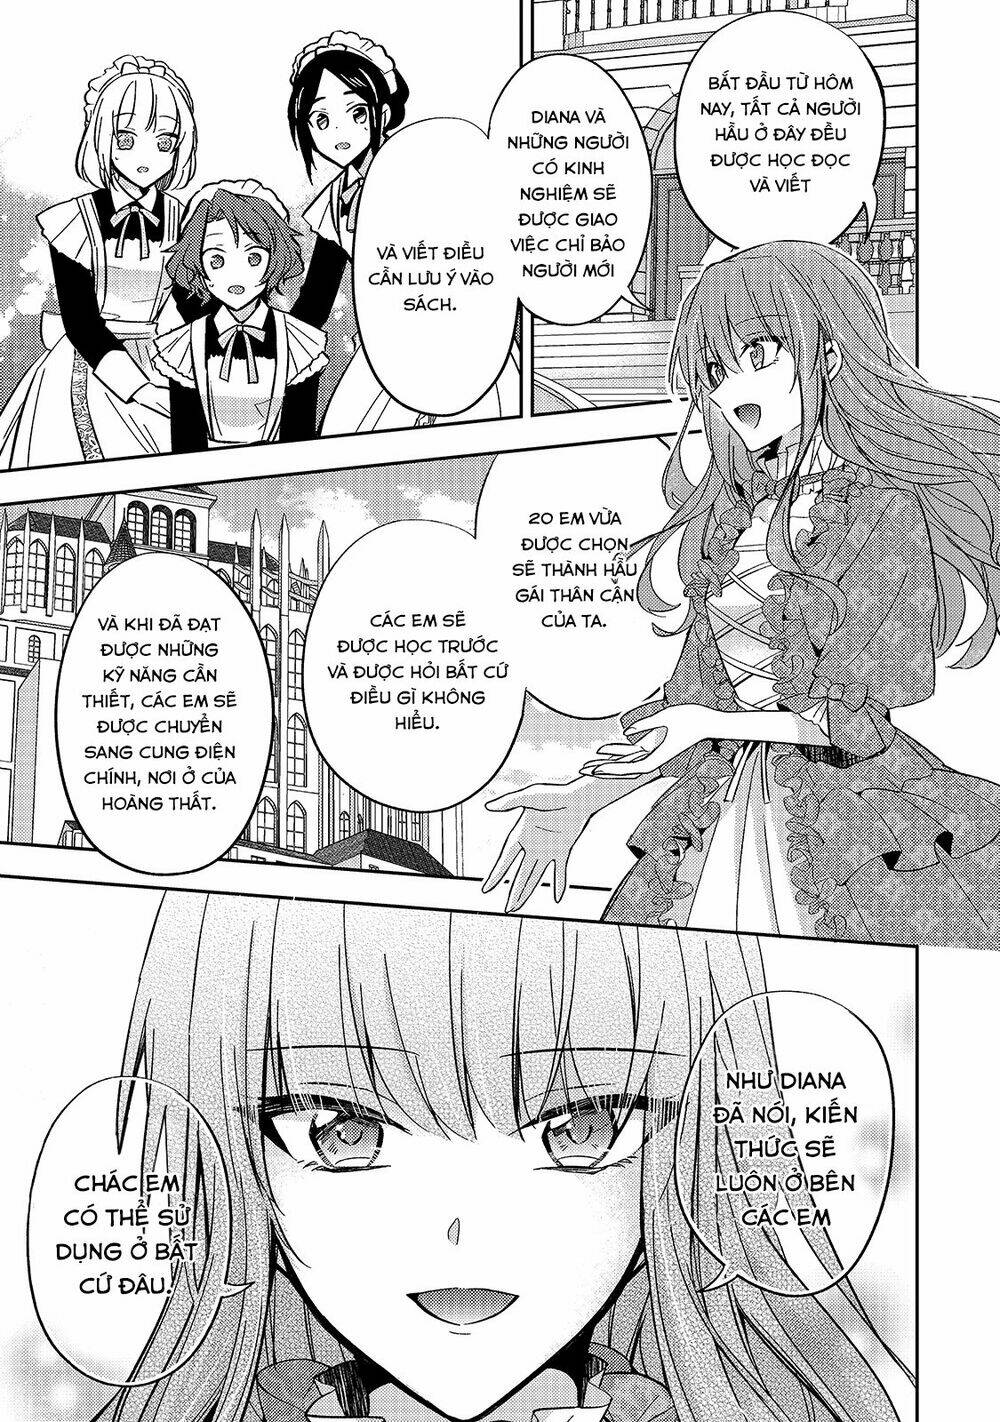 BẮT ĐẦU TỪ HÔM
NAY, TẤT CẢ NGƯỜI
HẦU Ở ĐÂY ĐỀU
ĐƯỢC HỌC ĐỌC
VÀ VIẾT
DIANA VÀ
NHỮNG NGƯỜI
CÓ KINH
NGHIỆM SẼ
ĐƯỢC GIAO
VIỆC CHỈ BẢO
NGƯỜI MỚI
VÀ VIẾT ĐIỀU
CẦN LƯU Ý VÀO
SÁCH.
20 EM VỪA
ĐƯỢC CHỌN
SẼ THÀNH HẦU
GÁI THÂN CẬN
CỦA TA.
CÁC EM SẼ
ĐƯỢC HỌC TRƯỚC
VÀ ĐƯỢC HỎI BẤT CỨ
ĐIỀU GÌ KHÔNG
HIỂU.
VÀ KHI ĐÃ ĐẠT
ĐƯỢC NHỮNG
KỸ NĂNG CẦN
THIẾT, CÁC EM SẼ
ĐƯỢC CHUYỂN
SANG CUNG ĐIỆN
CHÍNH, NƠI Ở CỦA
HOÀNG THẤT.
NHƯ DIANA
ĐÃ NÓI, KIẾN
THỨC SẼ
LUÔN Ở BÊN
CÁC EM
CHÁC EM
CÓ THỂ SỬ
DỤNG Ở BẤT
CỨ ĐÂU.